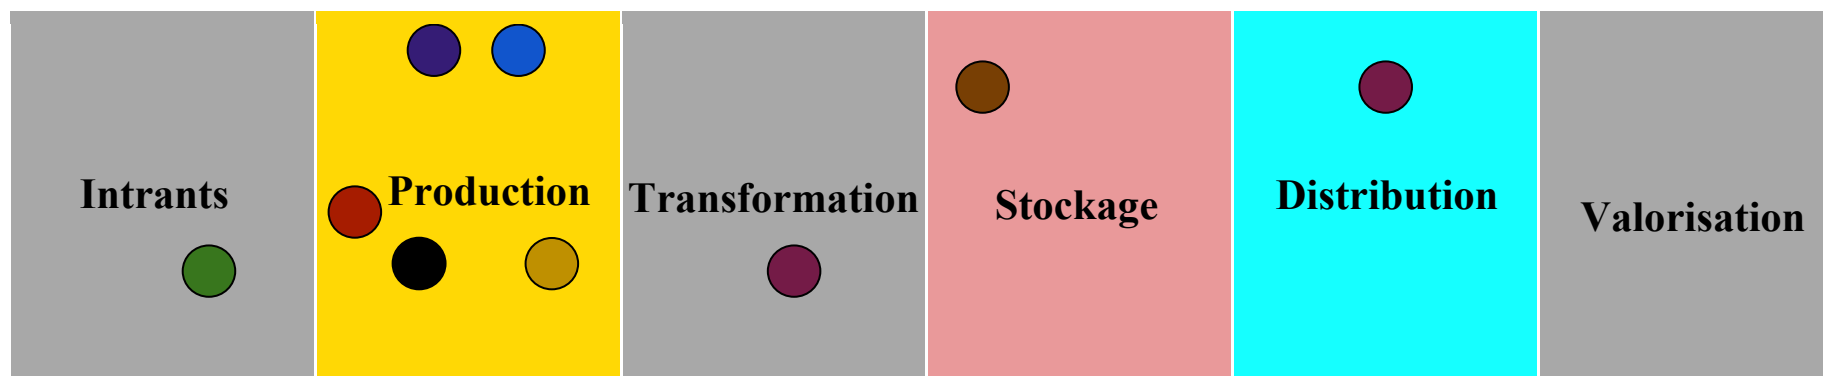 Intrants
Production
Transformation
Stockage
Distribution
Valorisation